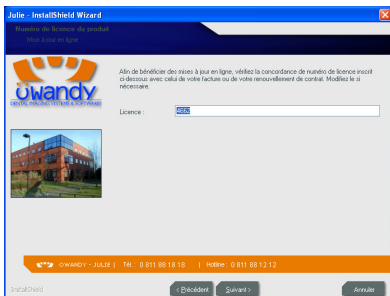 Julie - InstallShield Wizard
Numéro de licence du produit
Mise à jour en ligne
Afin de bénéficier des mises à jour en ligne, vérifiez la concordance de numéro de licence inscrit
ci-dessous avec celui de votre facture ou de votre renouvellement de contrat. Modifiez le si
nécessaire.
owandy
DENTAL IMAGING SYSTEMS & SOFTWARE
Licence :
OWANDY - JULIE | Tél. : 0 811 88 18 18 | Hotline : 0 811 88 12 12
InstallShield
< Précédent
Suivant >
Annuler